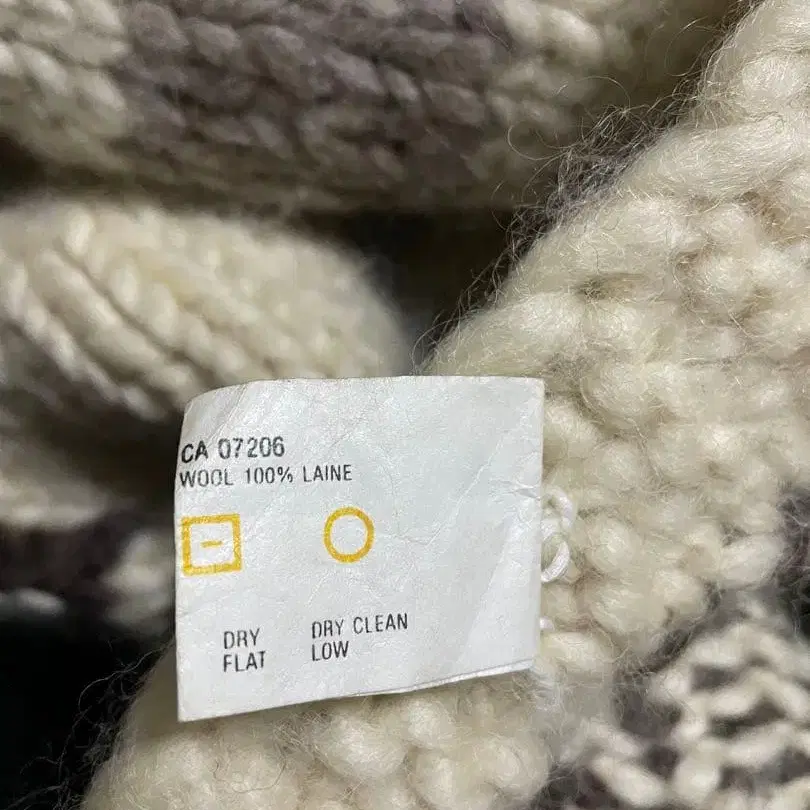 CA 07206
WOOL 100% LAINE
DRY
FLAT
DRY CLEAN
LOW